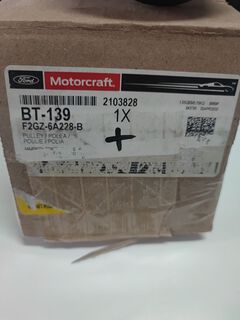 Ford
Motorcraft.
2103828
BT-139
1X
F2GZ-6A228-B
PULLEY / POLEA /
POULIE / POLIA